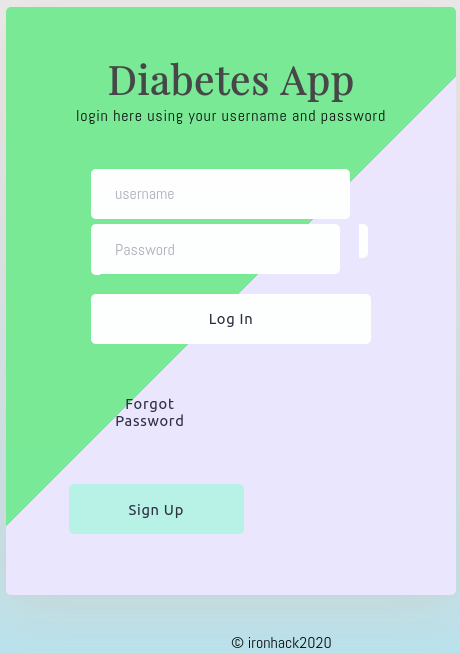 Diabetes App
login here using your username and password
username
Password
Log In
Forgot
Password
Sign Up
© ironhack2020